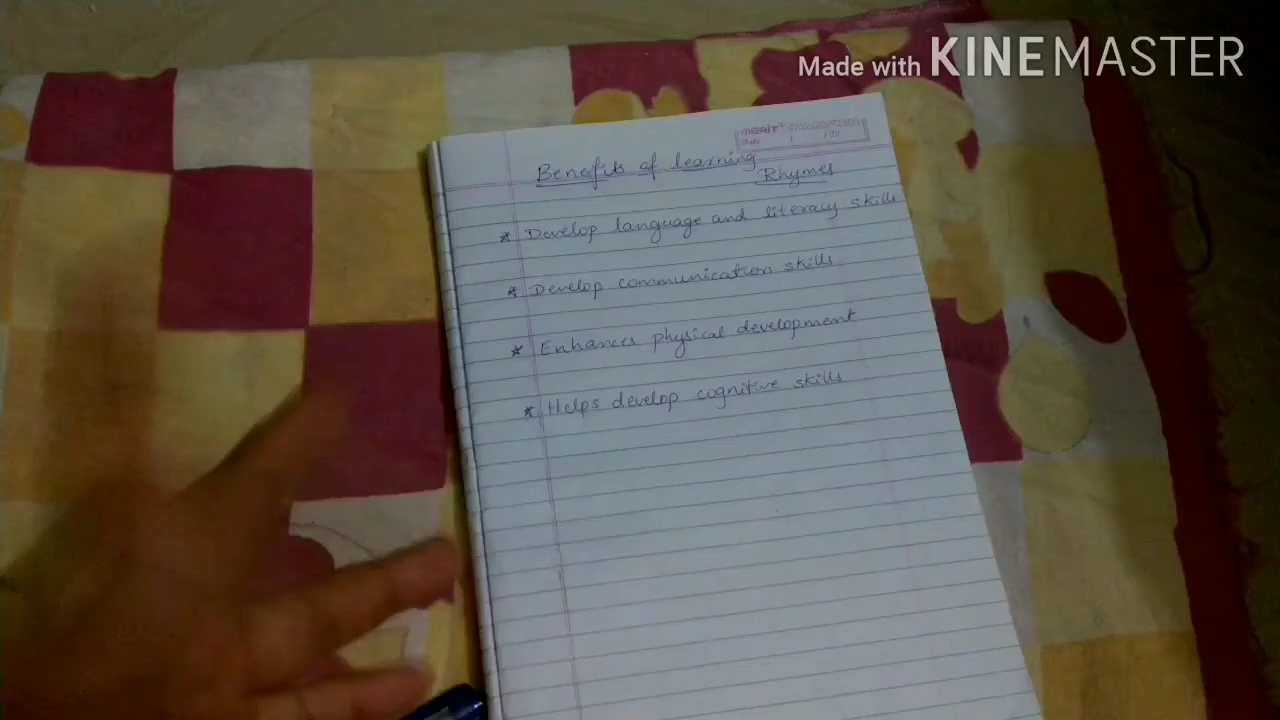 Made with KINEMASTER
Benefits of learning
Rhymes
* Develop language and literacy skills
* Develop communication skills
* Enhances physical development
* Helps develop cognitive skills